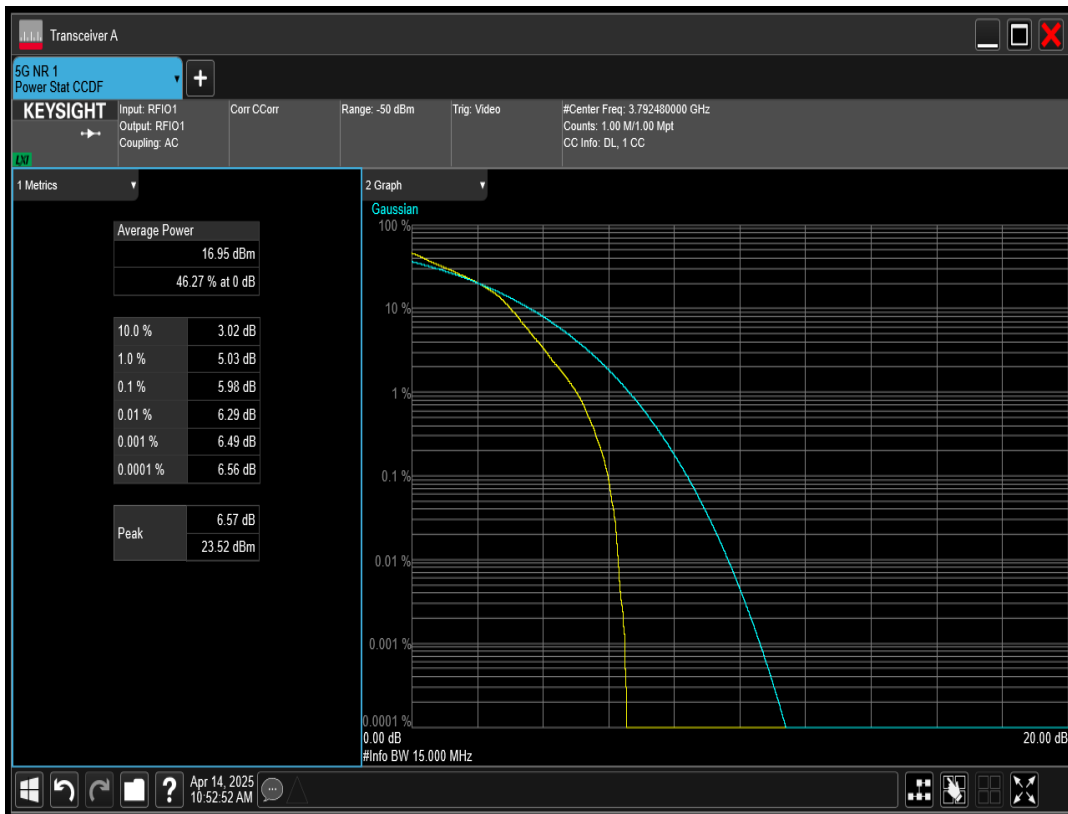 Transceiver A
5G NR 1
Power Stat CCDF
+
KEYSIGHT
LXI
Input: RFIO1
Output: RFIO1
Coupling: AC
Corr CCorr
Range: -50 dBm
Trig: Video
#Center Freq: 3.792480000 GHz
Counts: 1.00 M/1.00 Mpt
CC Info: DL, 1 CC
1 Metrics
Average Power
16.95 dBm
46.27 % at 0 dB
10.0 % 3.02 dB
1.0 % 5.03 dB
0.1 % 5.98 dB
0.01 % 6.29 dB
0.001 % 6.49 dB
0.0001 % 6.56 dB
Peak
6.57 dB
23.52 dBm
2 Graph
Gaussian
100 %
10 %
1 %
0.1 %
0.01 %
0.001 %
0.0001 %
0.00 dB 20.00 dB
#Info BW 15.000 MHz
?
Apr 14, 2025
10:52:52 AM